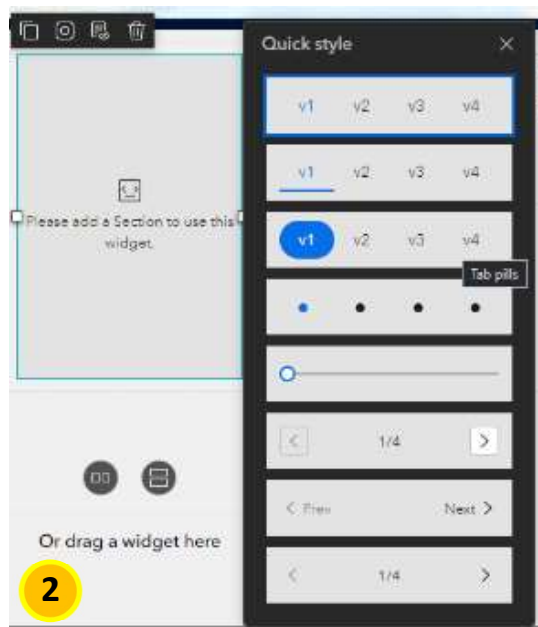 Quick style
v1 v2 v3 v4
v1 v2 v3 v4
v1 v2 v3 v4
Tab pills
Please add a Section to use this
widget.
1/4
Prev Next
1/4
Or drag a widget here
2